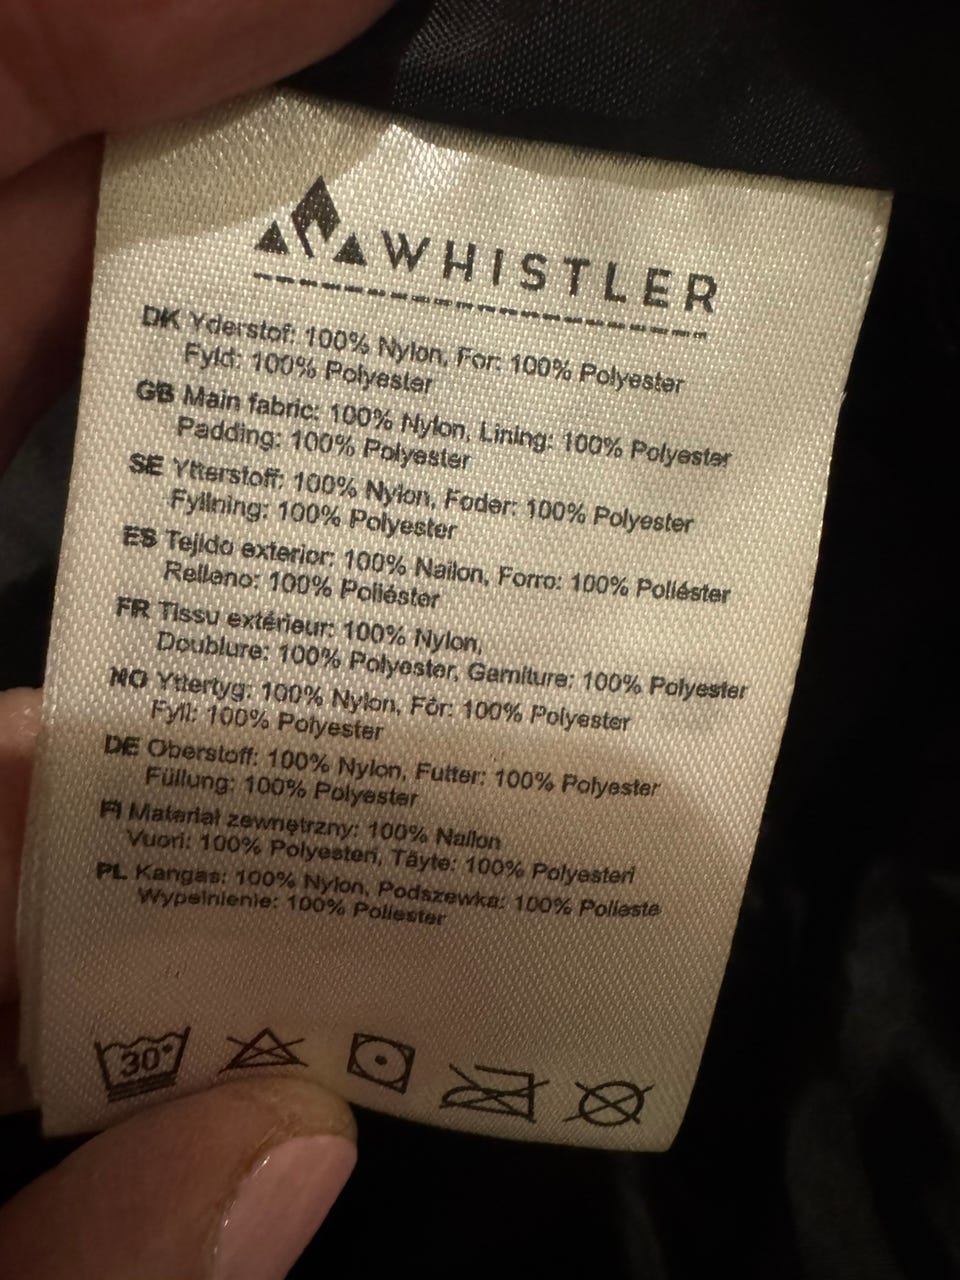 WHISTLER
DK Yderstof: 100% Nylon, For: 100% Polyester
Fyld: 100% Polyester
GB Main fabric: 100% Nylon, Lining: 100% Polyester
Padding: 100% Polyester
SE Ytterstoff: 100% Nylon, Foder: 100% Polyester
Fyllning: 100% Polyester
ES Tejido exterior: 100% Nailon, Forro: 100% Poliéster
Relleno: 100% Poliéster
FR Tissu extérieur: 100% Nylon,
Doublure: 100% Polyester, Garniture: 100% Polyester
NO Yttertyg: 100% Nylon, Fôr: 100% Polyester
Fyll: 100% Polyester
DE Oberstoff: 100% Nylon, Futter: 100% Polyester
Füllung: 100% Polyester
FI Materiał zewnętrzny: 100% Nailon
Vuori: 100% Polyesteri, Täyte: 100% Polyesteri
PL Kangas: 100% Nylon, Podszewka: 100% Polieste
Wypełnienie: 100% Poliester
30°